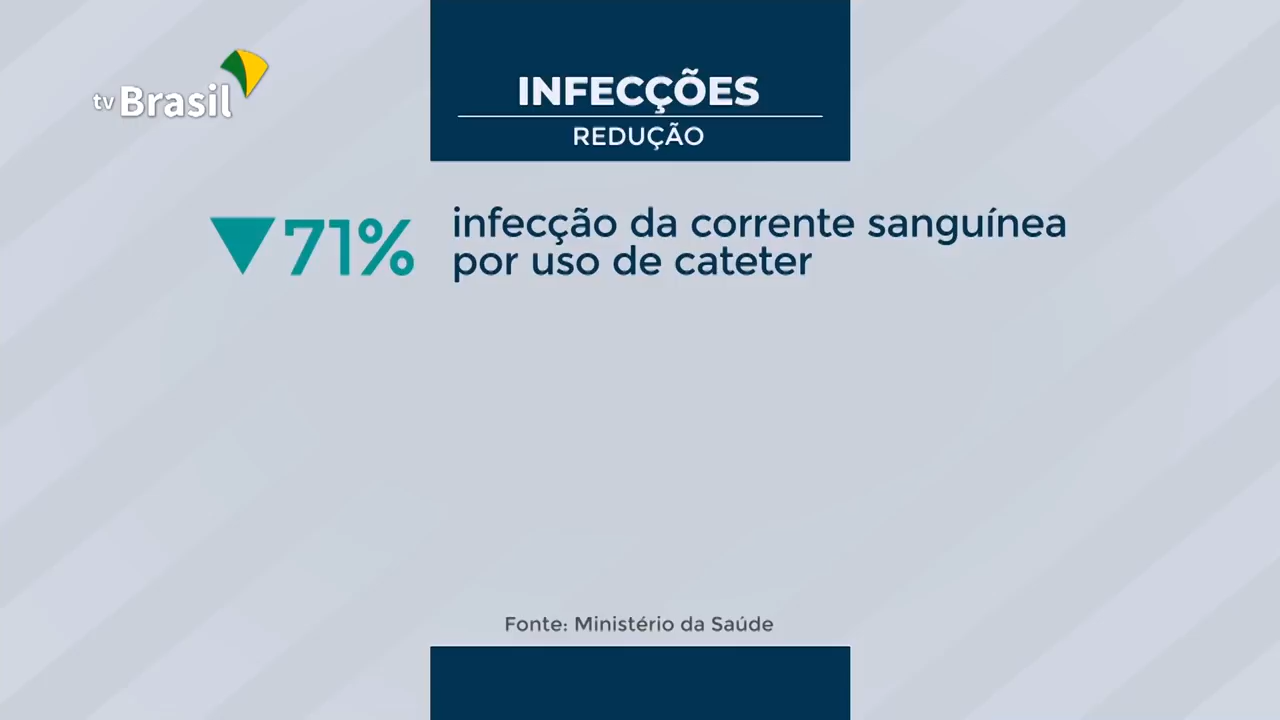 tv Brasil
INFECÇÕES
REDUÇÃO
71%
infecção da corrente sanguínea
por uso de cateter
Fonte: Ministério da Saúde